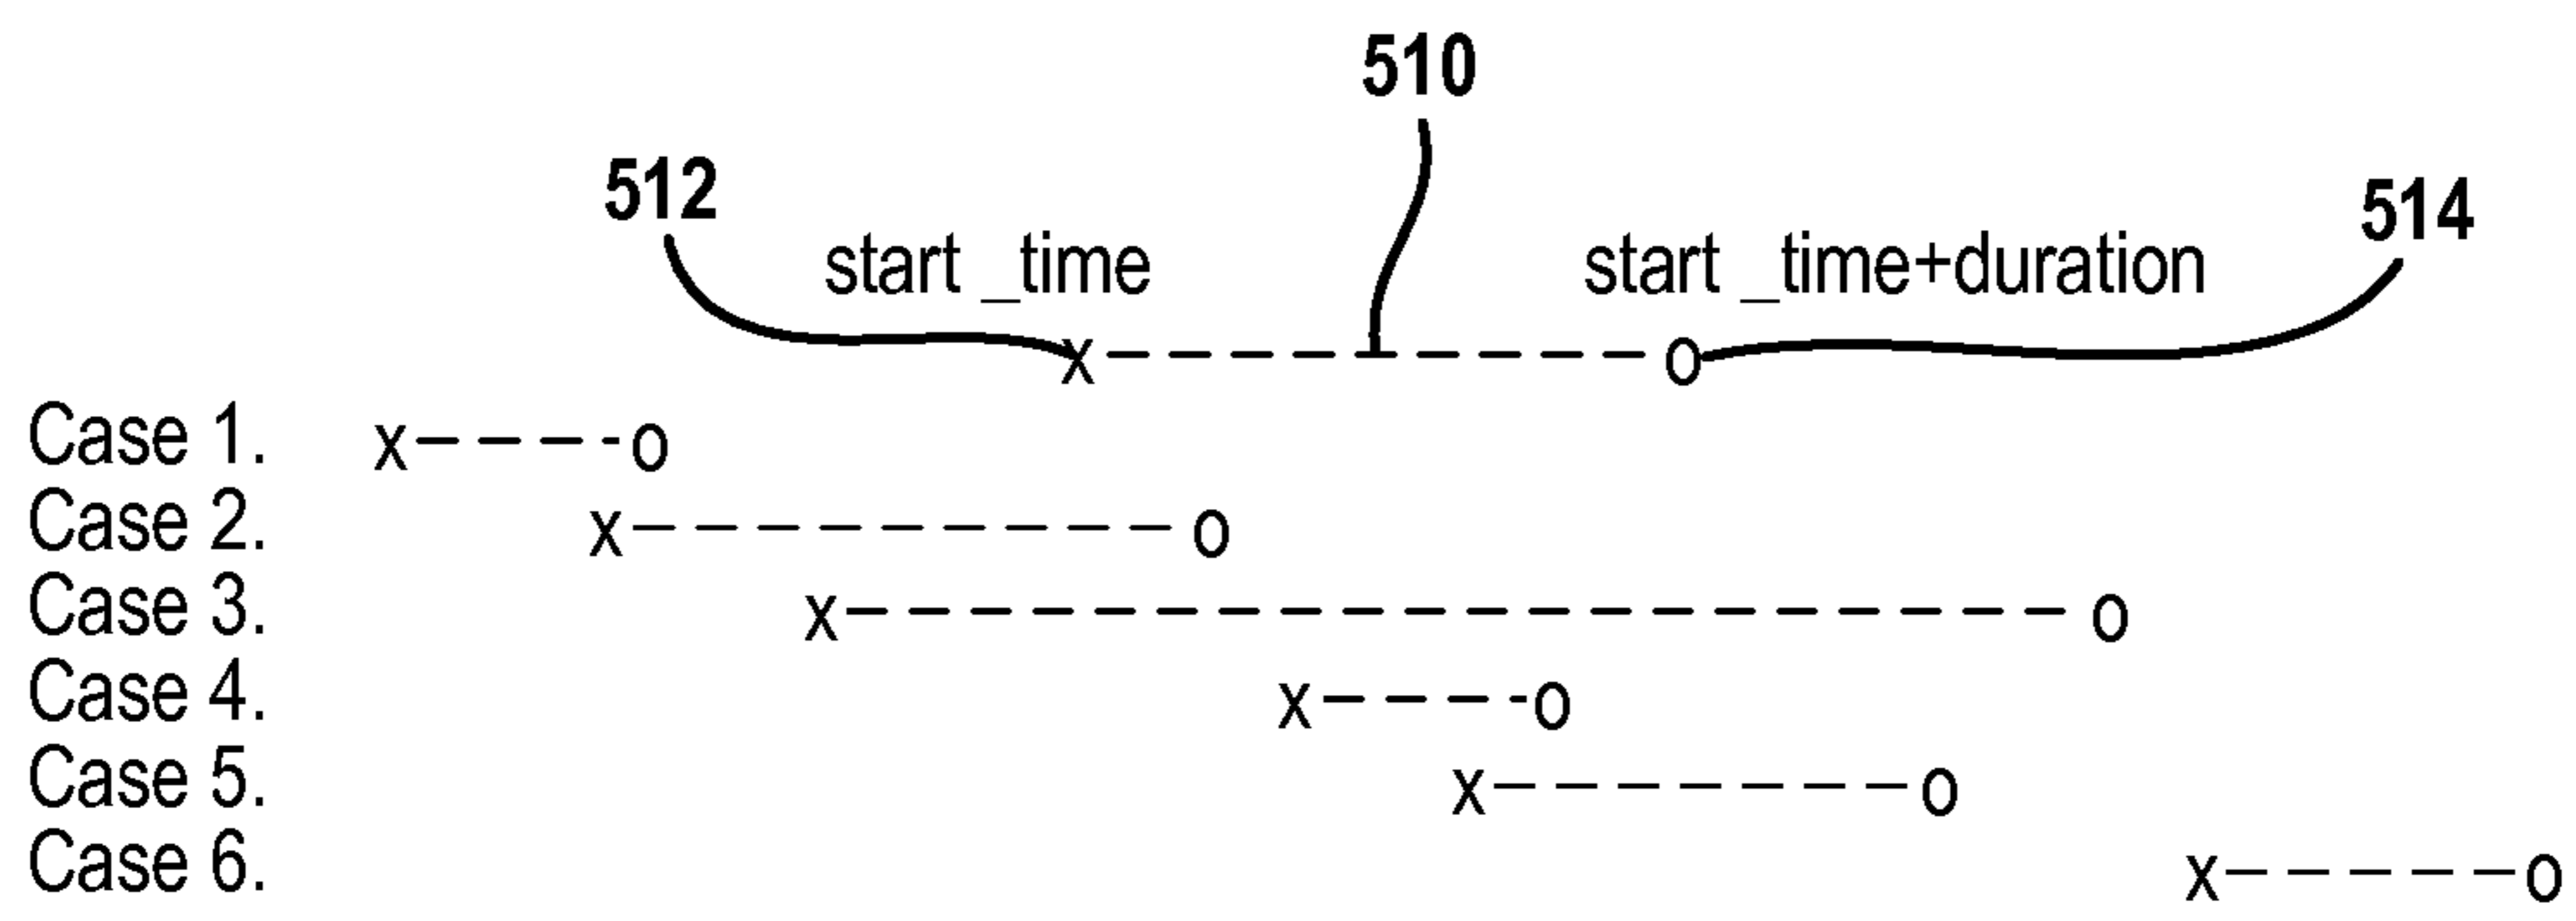 510
512
514
start _time
start _time+duration
x - - - - - - - - - o
Case 1. x - - - - o
Case 2. x - - - - - - - - - o
Case 3. x - - - - - - - - - - - - - - - - - - - - o
Case 4. x - - - - o
Case 5. x - - - - - - - o
Case 6. x - - - - - o